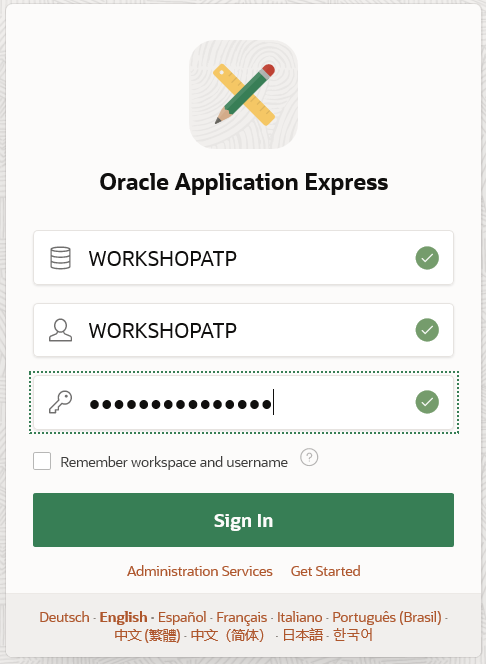 Oracle Application Express
WORKSHOPATP
WORKSHOPATP
●●●●●●●●●●●●●●●
Remember workspace and username ?
Sign In
Administration Services Get Started
Deutsch · English · Español · Français · Italiano · Português (Brasil) ·
中文 (繁體) · 中文（简体） · 日本語 · 한국어